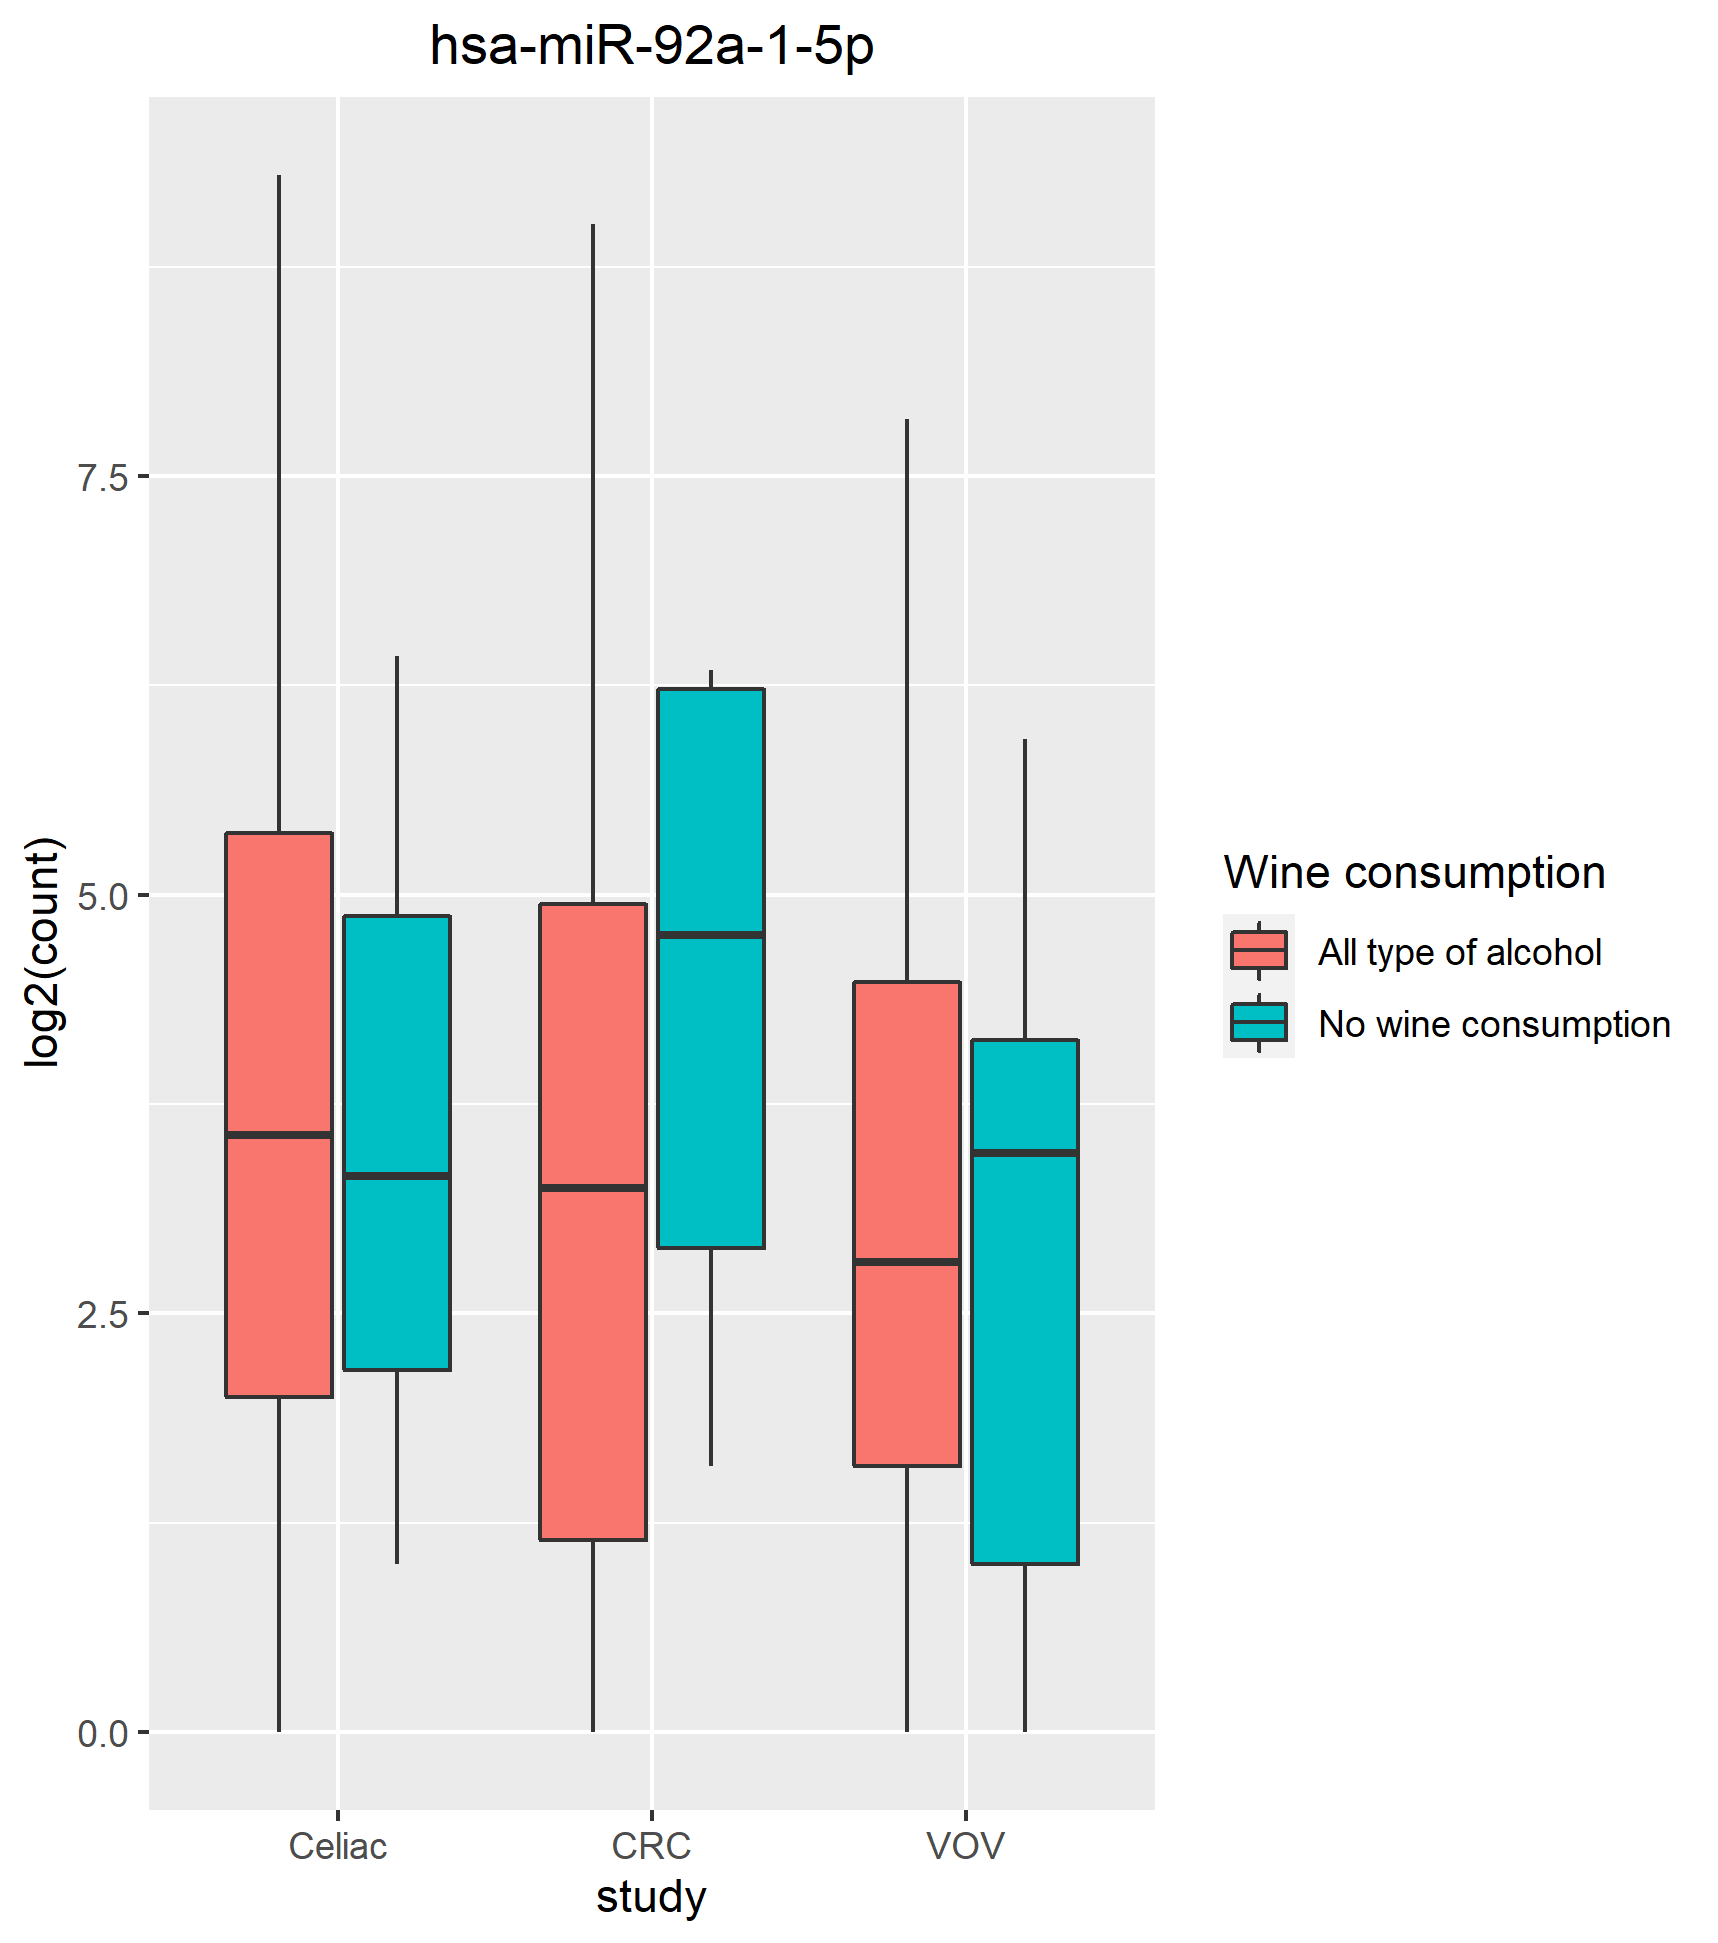 hsa-miR-92a-1-5p
log2(count)
7.5
5.0
2.5
0.0
Celiac
CRC
VOV
study
Wine consumption
All type of alcohol
No wine consumption